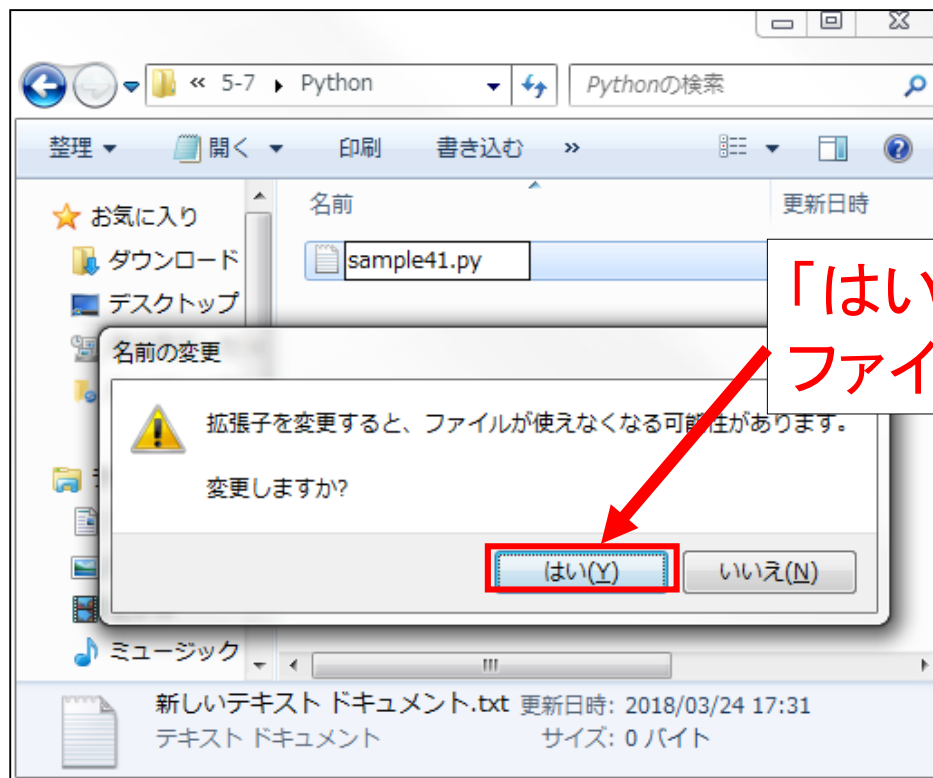 « 5-7 ▸ Python
Pythonの検索
整理 ▼ 開く ▼ 印刷 書き込む »
お気に入り
ダウンロード
デスクトップ
名前 更新日時
sample41.py
「はい
ファイ
名前の変更
拡張子を変更すると、ファイルが使えなくなる可能性があります。
変更しますか?
はい(Y) いいえ(N)
ミュージック
新しいテキスト ドキュメント.txt 更新日時: 2018/03/24 17:31
テキスト ドキュメント サイズ: 0 バイト